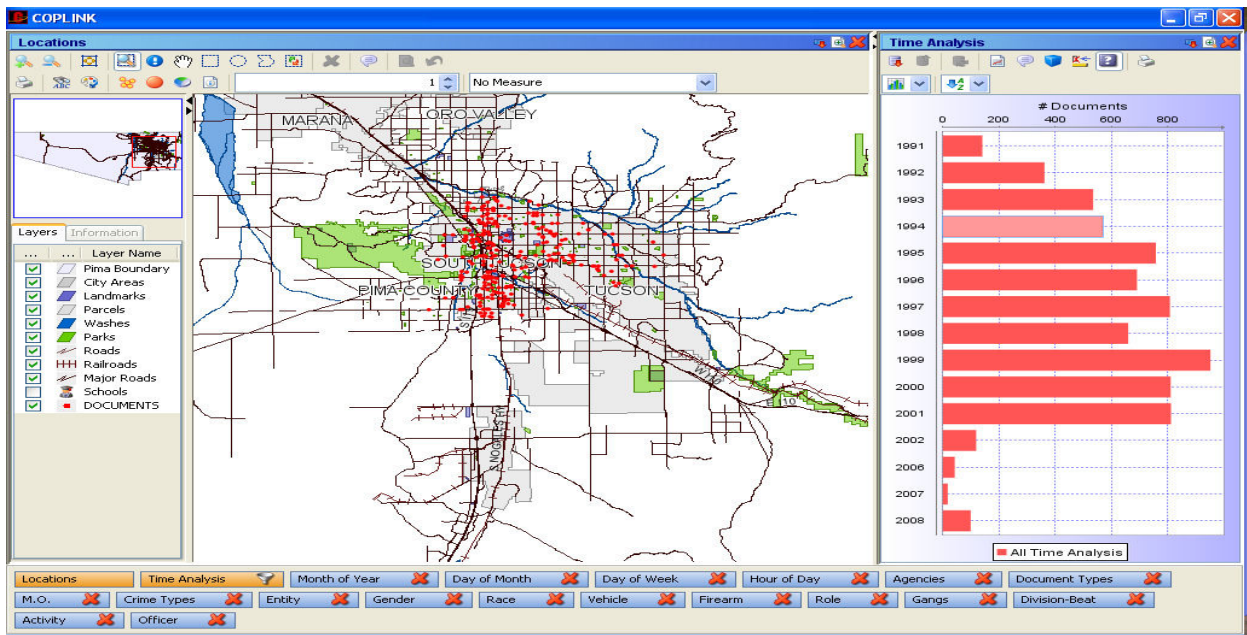 COPLINK
Locations
Time Analysis
1
No Measure
Layers
Information
... ... Layer Name
Pima Boundary
City Areas
Landmarks
Parcels
Washes
Parks
Roads
Railroads
Major Roads
Schools
DOCUMENTS
MARANA
ORO VALLEY
SOUTH TUCSON
PIMA COUNTY
TUCSON
E I10
S NOGALES HY
# Documents
0 200 400 600 800
1991
1992
1993
1994
1995
1996
1997
1998
1999
2000
2001
2002
2006
2007
2008
All Time Analysis
Locations Time Analysis Month of Year Day of Month Day of Week Hour of Day Agencies Document Types
M.O. Crime Types Entity Gender Race Vehicle Firearm Role Gangs Division-Beat
Activity Officer